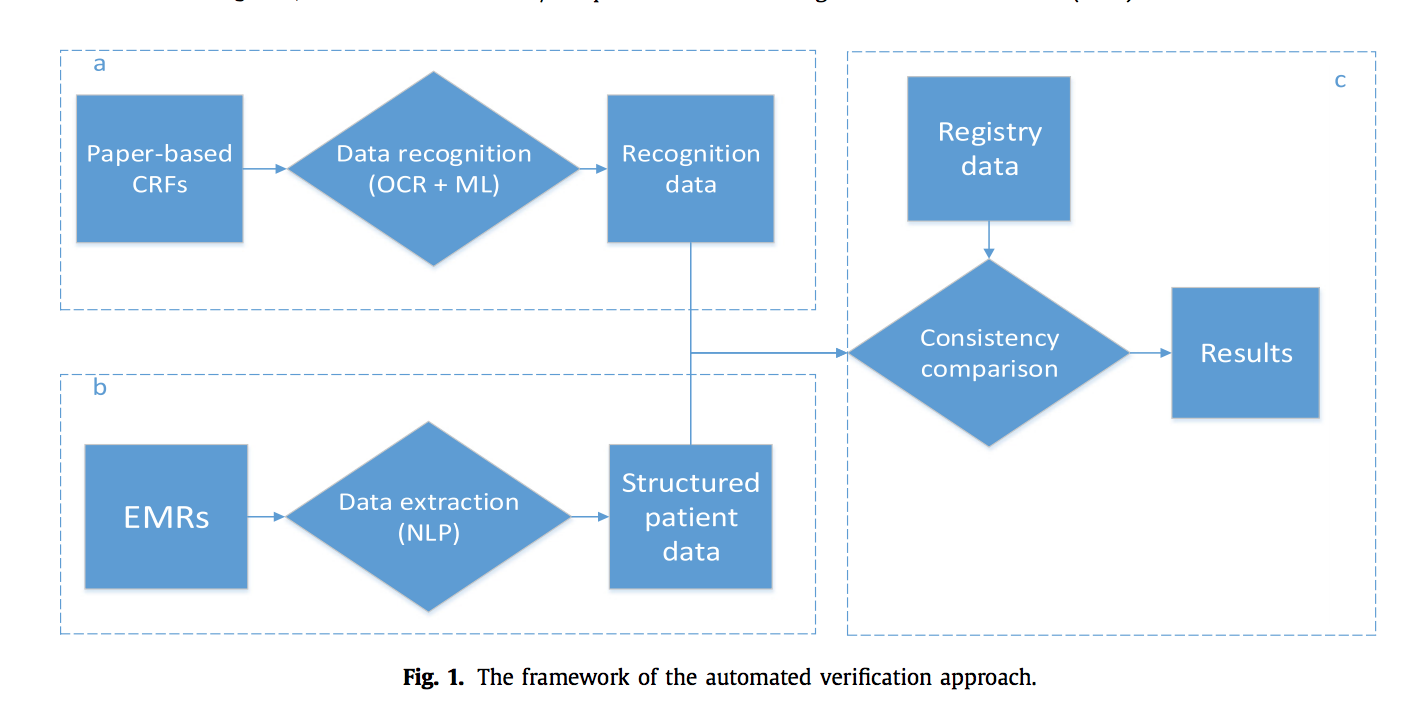 a
Paper-based
CRFs
Data recognition
(OCR + ML)
Recognition
data
b
EMRs
Data extraction
(NLP)
Structured
patient
data
c
Registry
data
Consistency
comparison
Results
Fig. 1. The framework of the automated verification approach.